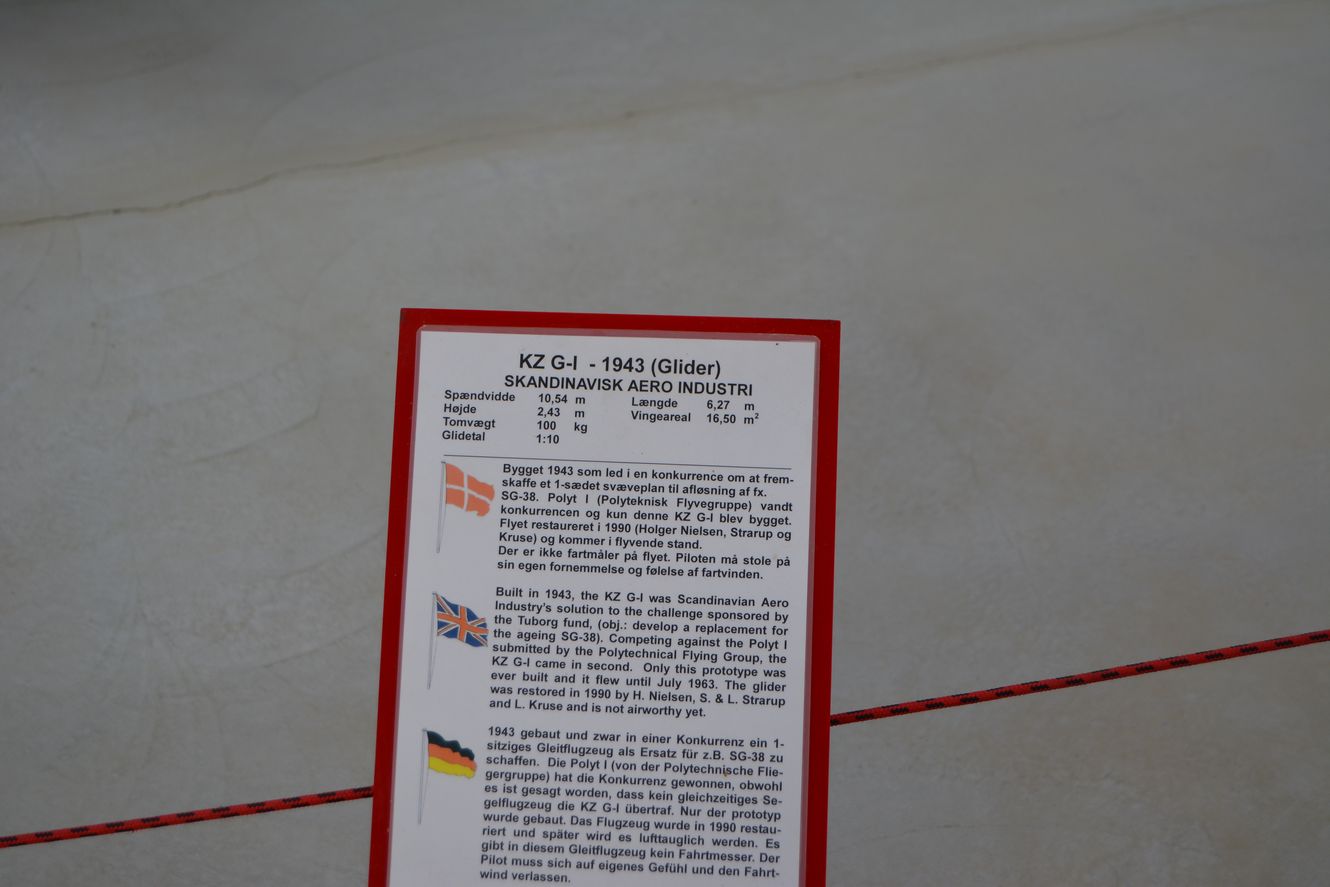 KZ G-I - 1943 (Glider)
SKANDINAVISK AERO INDUSTRI
Spændvidde 10,54 m Længde 6,27 m
Højde 2,43 m Vingeareal 16,50 m²
Tomvægt 100 kg
Glidetal 1:10
Bygget 1943 som led i en konkurrence om at frem-
skaffe et 1-sædet svæveplan til afløsning af fx.
SG-38. Polyt I (Polyteknisk Flyvegruppe) vandt
konkurrencen og kun denne KZ G-I blev bygget.
Flyet restaureret i 1990 (Holger Nielsen, Strarup og
Kruse) og kommer i flyvende stand.
Der er ikke fartmåler på flyet. Piloten må stole på
sin egen fornemmelse og følelse af fartvinden.
Built in 1943, the KZ G-I was Scandinavian Aero
Industry's solution to the challenge sponsored by
the Tuborg fund, (obj.: develop a replacement for
the ageing SG-38). Competing against the Polyt I
submitted by the Polytechnical Flying Group, the
KZ G-I came in second. Only this prototype was
ever built and it flew until July 1963. The glider
was restored in 1990 by H. Nielsen, S. & L. Strarup
and L. Kruse and is not airworthy yet.
1943 gebaut und zwar in einer Konkurrenz ein 1-
sitziges Gleitflugzeug als Ersatz für z.B. SG-38 zu
schaffen. Die Polyt I (von der Polytechnische Flie-
gergruppe) hat die Konkurrenz gewonnen, obwohl
es ist gesagt worden, dass kein gleichzeitiges Se-
gelflugzeug die KZ G-I übertraf. Nur der prototyp
wurde gebaut. Das Flugzeug wurde in 1990 restau-
riert und später wird es lufttauglich werden. Es
gibt in diesem Gleitflugzeug kein Fahrtmesser. Der
Pilot muss sich auf eigenes Gefühl und den Fahrt-
wind verlassen.